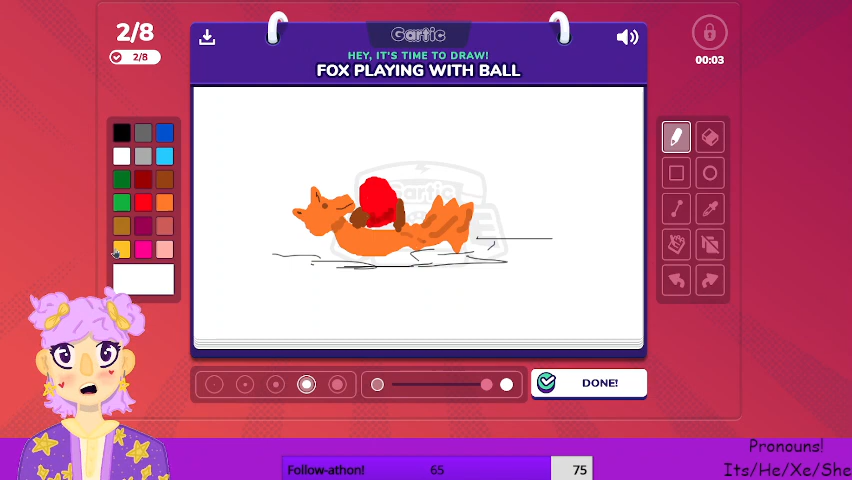 2/8
2/8
Gartic
HEY, IT'S TIME TO DRAW!
FOX PLAYING WITH BALL
00:03
Gartic
DONE!
Pronouns!
Its/He/Xe/She
Follow-athon! 65 75